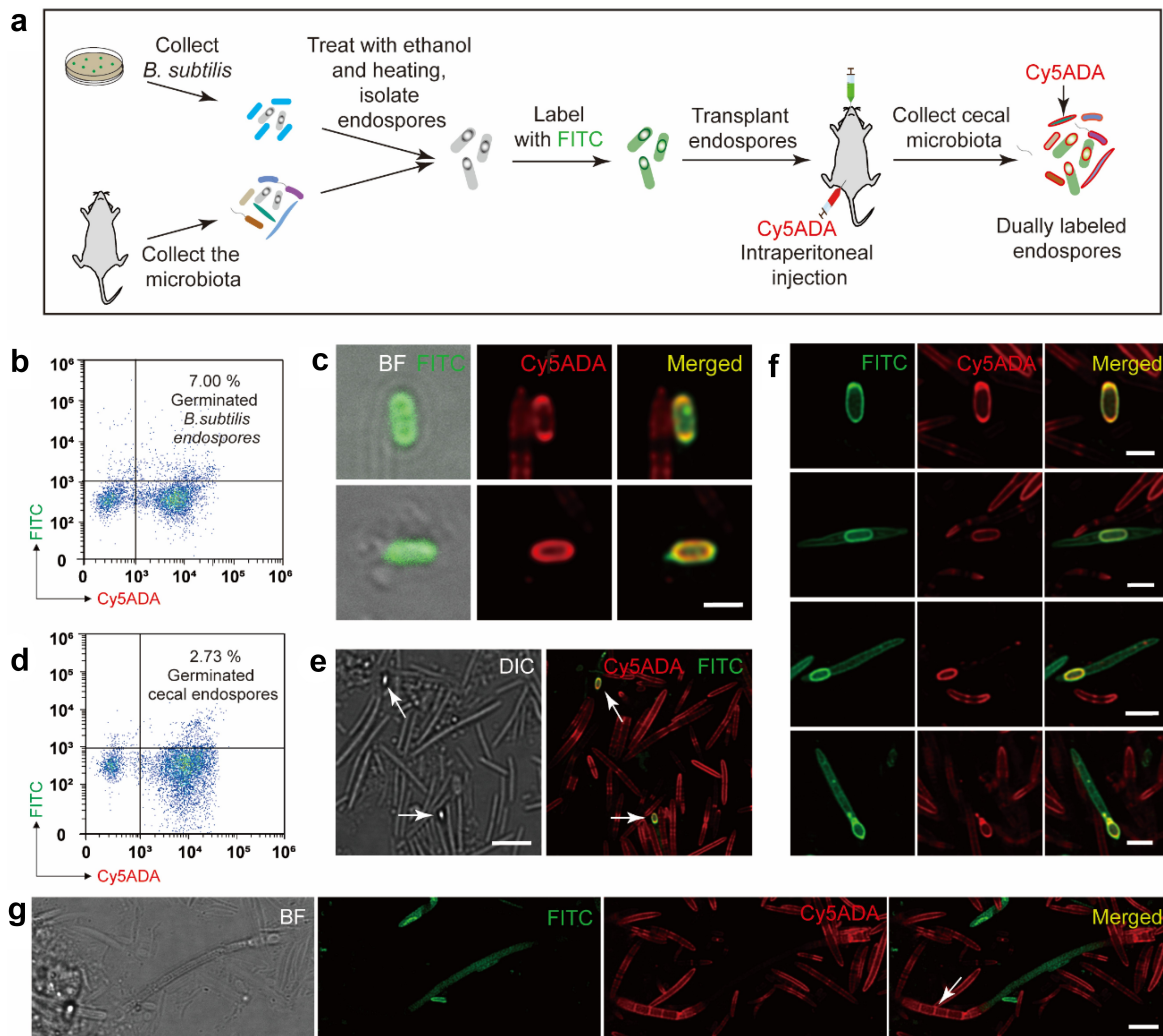 a
Collect
B. subtilis
Treat with ethanol
and heating,
isolate
endospores
Collect the
microbiota
Label
with FITC
Transplant
endospores
Cy5ADA
Intraperitoneal
injection
Collect cecal
microbiota
Cy5ADA
Dually labeled
endospores
b
10⁶
10⁵
10⁴
10³
10²
0
FITC
7.00 %
Germinated
B.subtilis
endospores
0 10³ 10⁴ 10⁵ 10⁶
Cy5ADA
c
BF FITC Cy5ADA Merged
d
10⁶
10⁵
10⁴
10³
10²
0
FITC
2.73 %
Germinated
cecal endospores
0 10³ 10⁴ 10⁵ 10⁶
Cy5ADA
e
DIC Cy5ADA FITC
f
FITC Cy5ADA Merged
g
BF FITC Cy5ADA Merged